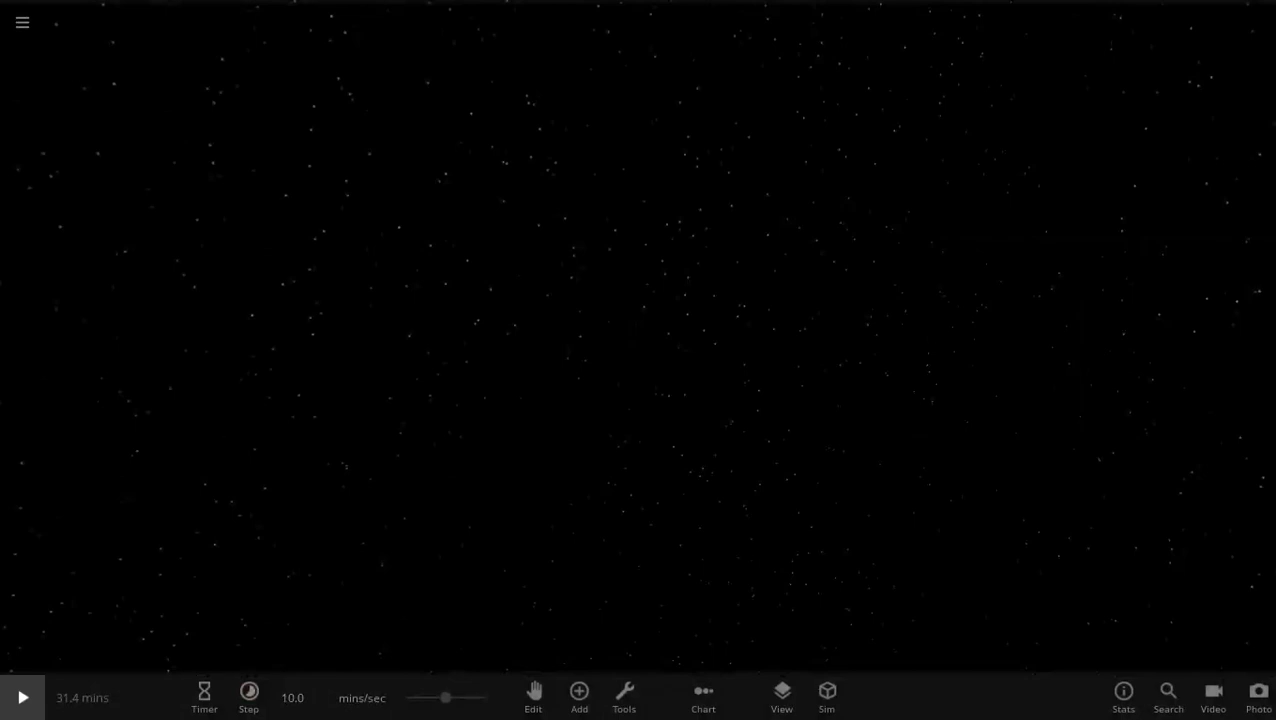 31.4 mins
Timer
Step
10.0 mins/sec
Edit
Add
Tools
Chart
View
Sim
Stats
Search
Video
Photo